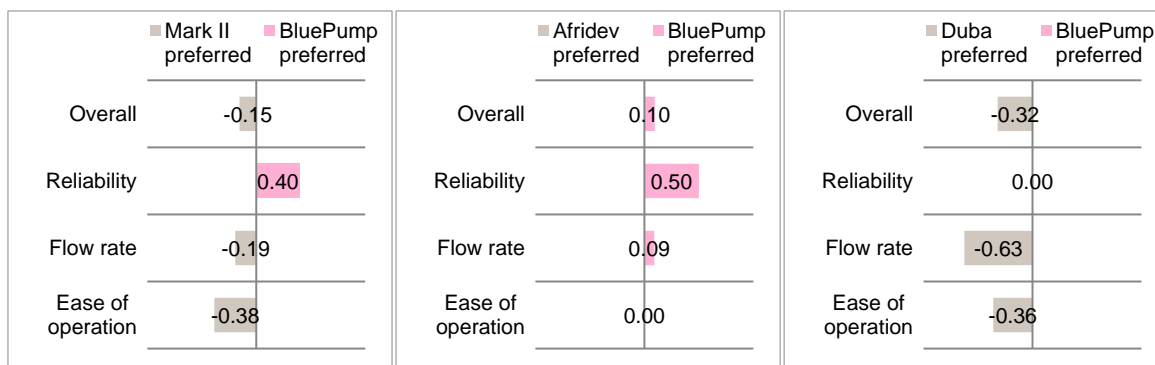 Mark II preferred
BluePump preferred
Overall
-0.15
Reliability
0.40
Flow rate
-0.19
Ease of operation
-0.38
Afridev preferred
BluePump preferred
Overall
0.10
Reliability
0.50
Flow rate
0.09
Ease of operation
0.00
Duba preferred
BluePump preferred
Overall
-0.32
Reliability
0.00
Flow rate
-0.63
Ease of operation
-0.36